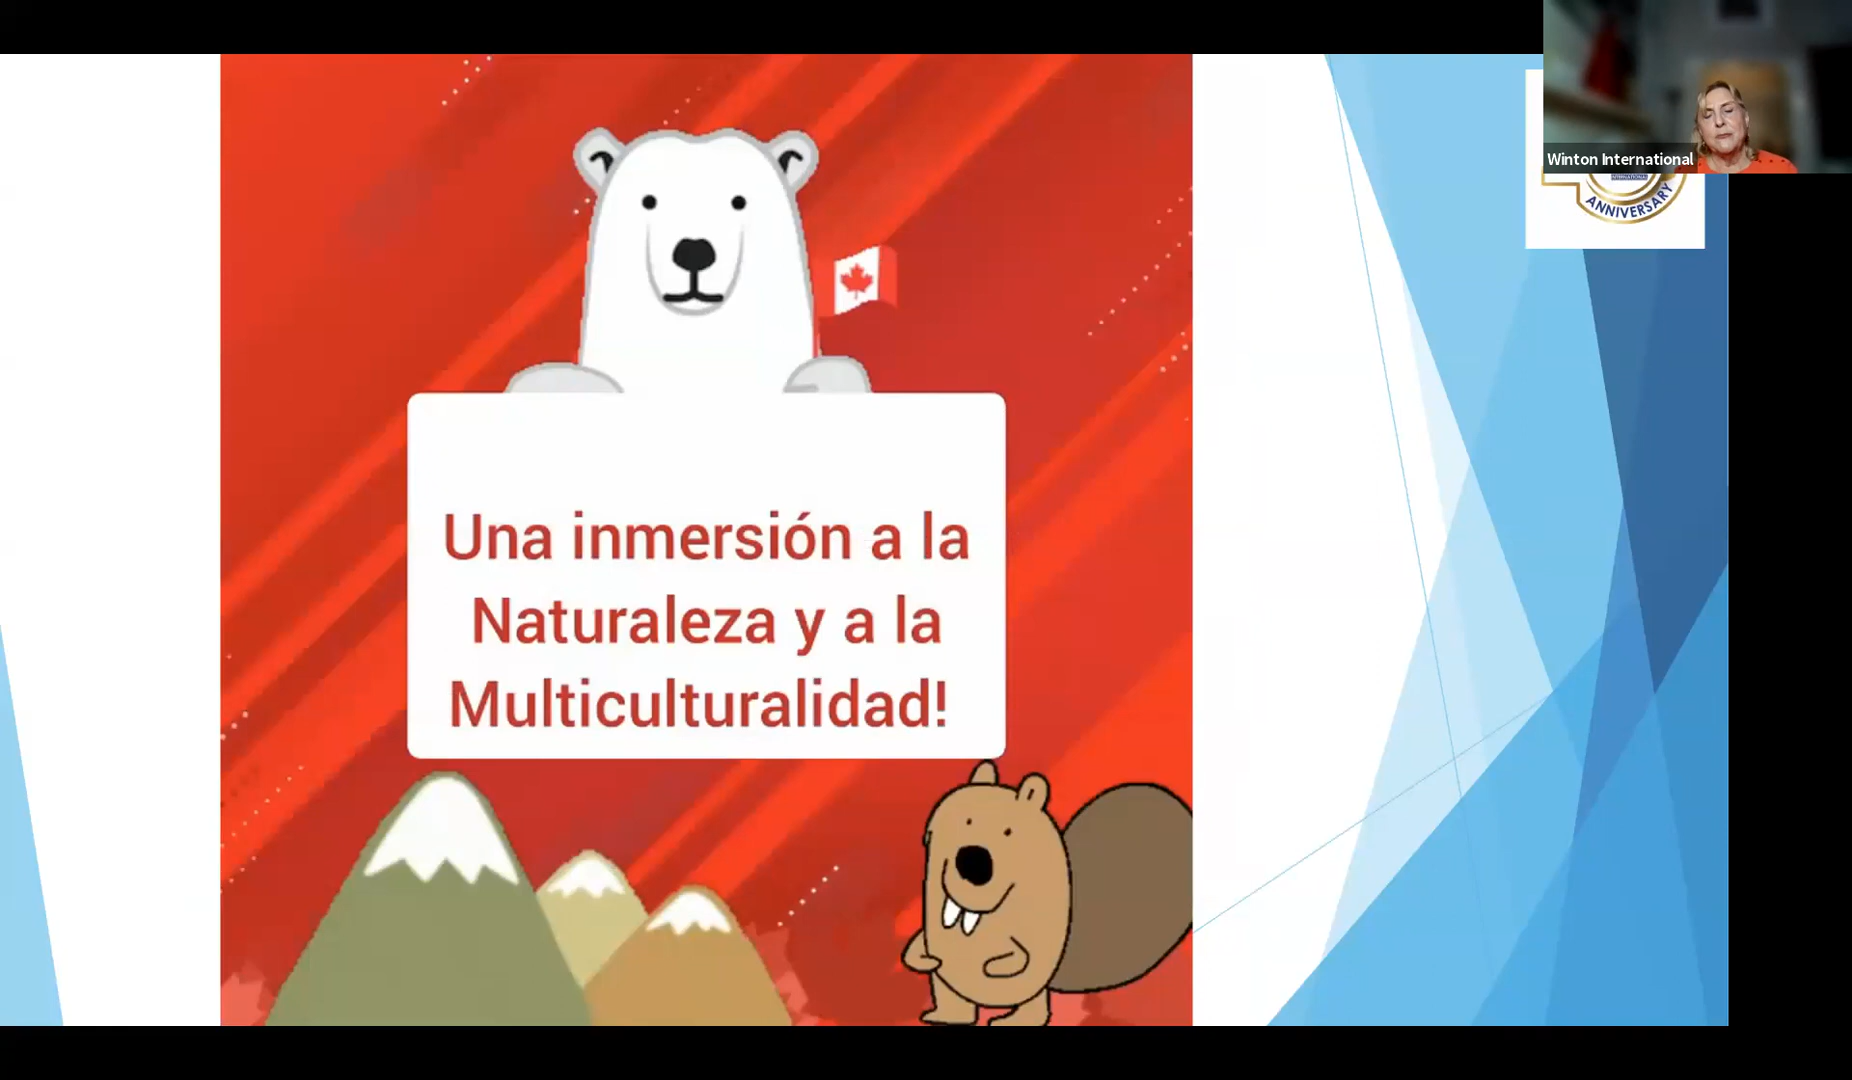 Winton International
ANNIVERSARY
Una inmersión a la
Naturaleza y a la
Multiculturalidad!